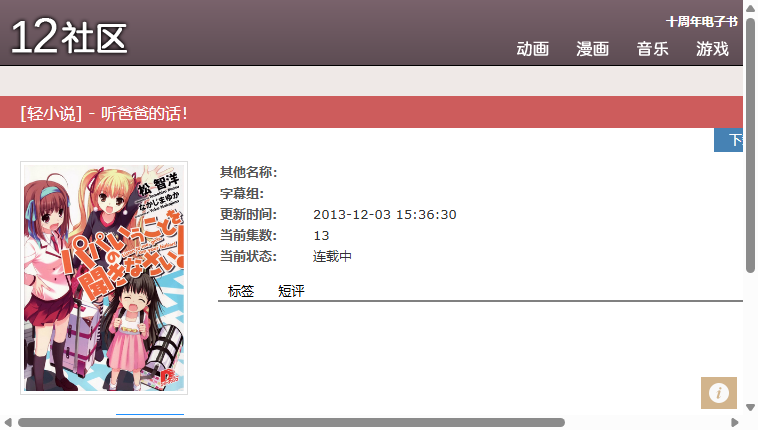 12社区
十周年电子书
动画 漫画 音乐 游戏
[轻小说] - 听爸爸的话!
其他名称:
字幕组:
更新时间: 2013-12-03 15:36:30
当前集数: 13
当前状态: 连载中
标签 短评
松 智洋
なかじまゆか
パパのいうことを
聞きなさい!
i